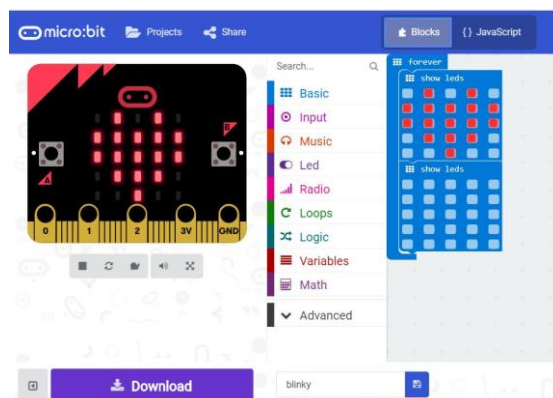 micro:bit Projects Share Blocks {} JavaScript
B
A
0 1 2 3V GND
Download
Search...
Basic
Input
Music
Led
Radio
Loops
Logic
Variables
Math
Advanced
blinky
forever
show leds
show leds